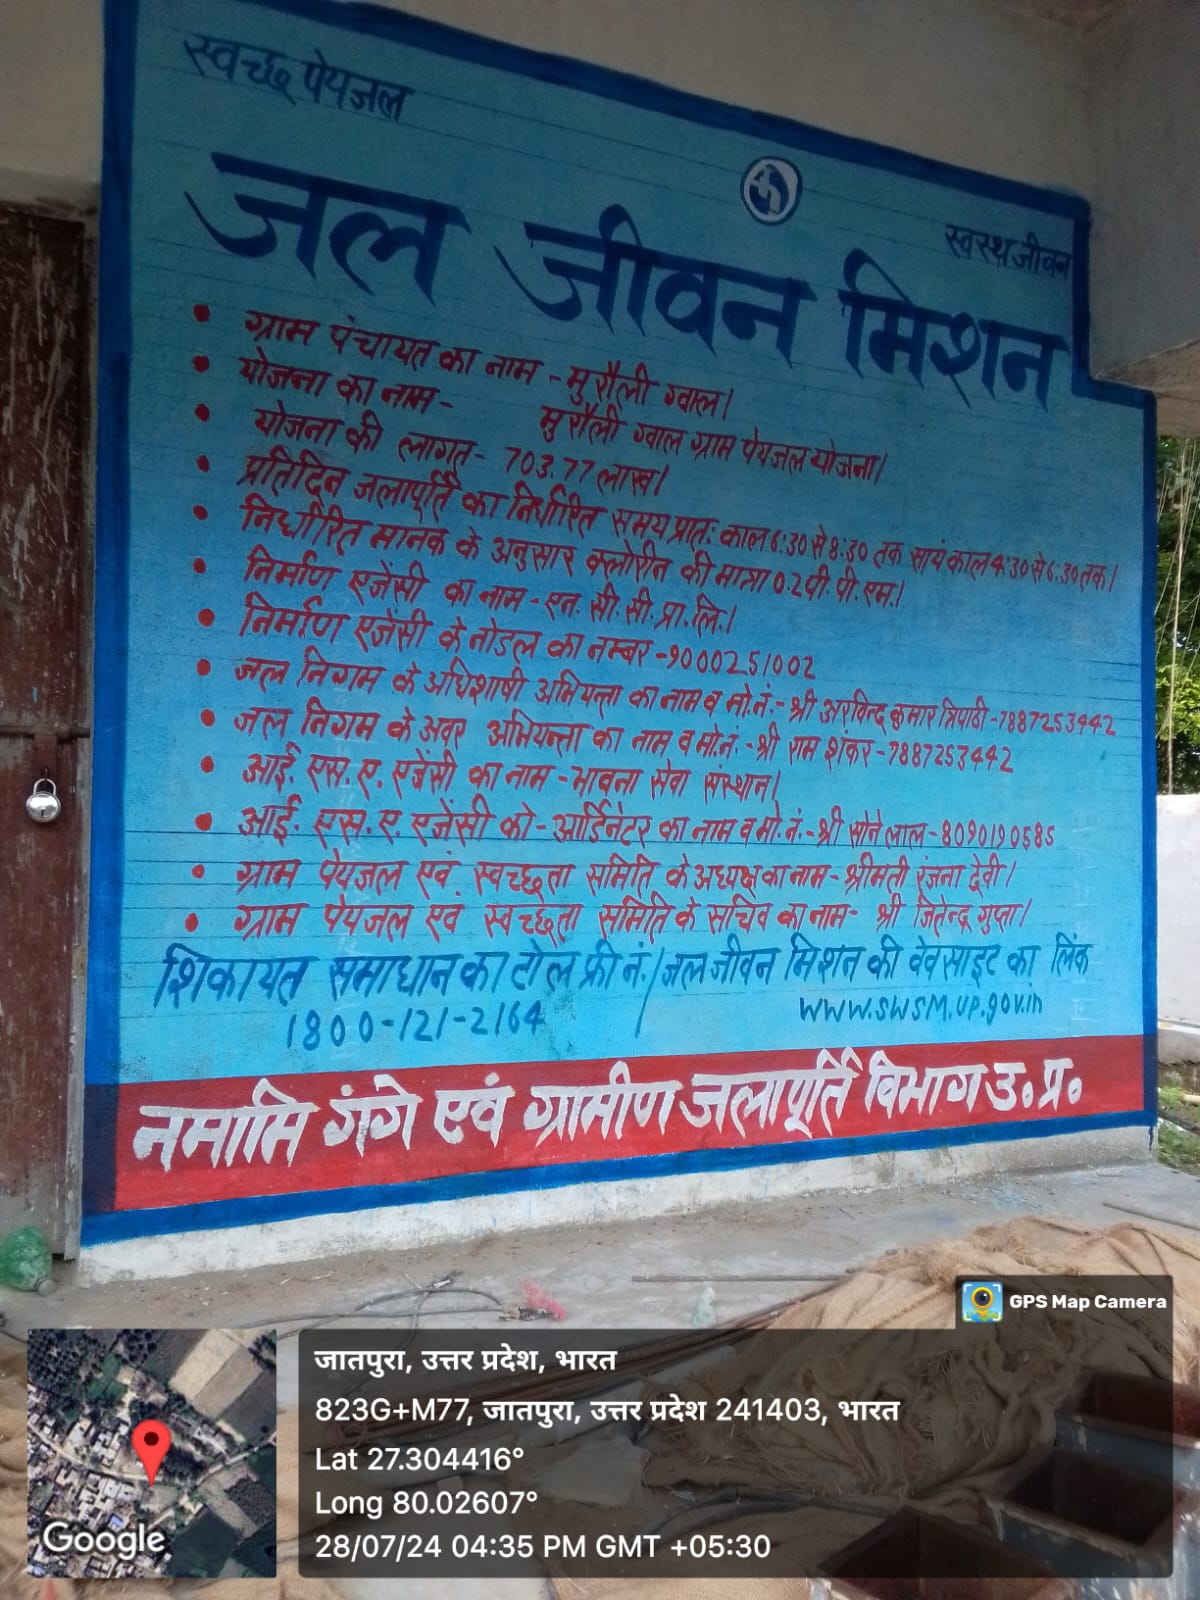 स्वच्छ पेयजल
स्वस्थ जीवन
जल जीवन मिशन
• ग्राम पंचायत का नाम - मुरौली ग्वाल।
• योजना का नाम - मुरौली ग्वाल ग्राम पेयजल योजना।
• योजना की लागत - 703.77 लाख।
• प्रतिदिन जलापूर्ति का निर्धारित समय प्रात: काल 6:30 से 8:30 तक सायं काल 4:30 से 6:30 तक।
• निर्धारित मानक के अनुसार क्लोरीन की मात्रा 0.2 पी. पी. एम.।
• निर्माण एजेंसी का नाम - एन. सी. सी. प्रा. लि.।
• निर्माण एजेंसी के नोडल का नम्बर - 9000251002
• जल निगम के अधिशाषी अभियन्ता का नाम व मो.नं. - श्री अरविन्द कुमार त्रिपाठी - 7887253442
• जल निगम के अवर अभियन्ता का नाम व मो.नं. - श्री राम शंकर - 7887253442
• आई. एस. ए. एजेंसी का नाम - भावना सेवा संस्थान।
• आई. एस. ए. एजेंसी को-आर्डिनेटर का नाम व मो. नं. - श्री सोने लाल - 8090190585
• ग्राम पेयजल एवं स्वच्छता समिति के अध्यक्ष का नाम - श्रीमती रंजना देवी।
• ग्राम पेयजल एवं स्वच्छता समिति के सचिव का नाम - श्री जितेन्द्र गुप्ता।
शिकायत समाधान का टोल फ्री नं. / जल जीवन मिशन की वेवसाइट का लिंक
1800-121-2164 www.swsm.up.gov.in
नमामि गंगे एवं ग्रामीण जलापूर्ति विभाग उ. प्र.
GPS Map Camera
जातपुरा, उत्तर प्रदेश, भारत
823G+M77, जातपुरा, उत्तर प्रदेश 241403, भारत
Lat 27.304416°
Long 80.02607°
28/07/24 04:35 PM GMT +05:30
Google